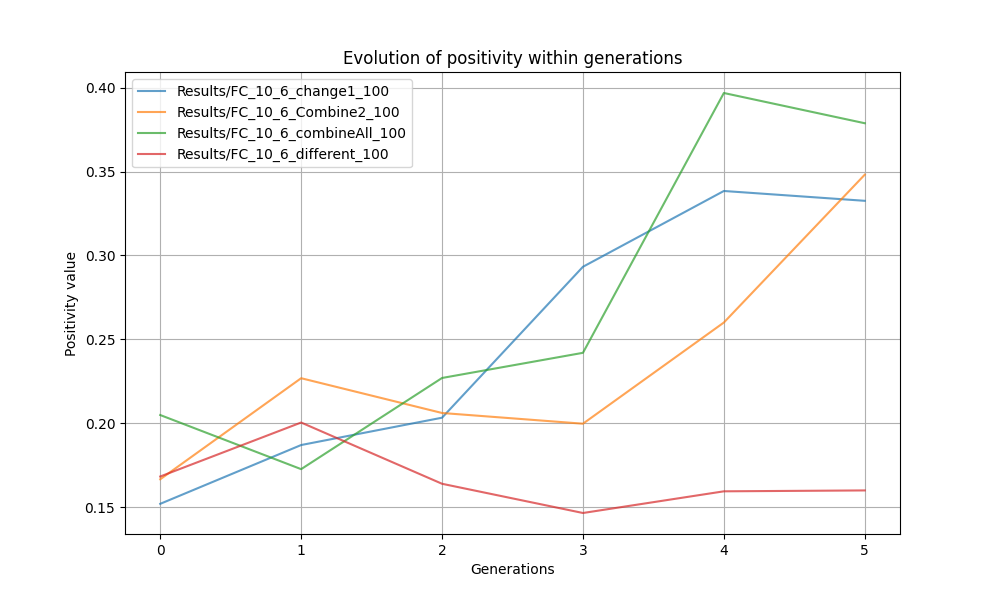 Evolution of positivity within generations
Results/FC_10_6_change1_100
Results/FC_10_6_Combine2_100
Results/FC_10_6_combineAll_100
Results/FC_10_6_different_100
Positivity value
0.40
0.35
0.30
0.25
0.20
0.15
0 1 2 3 4 5
Generations